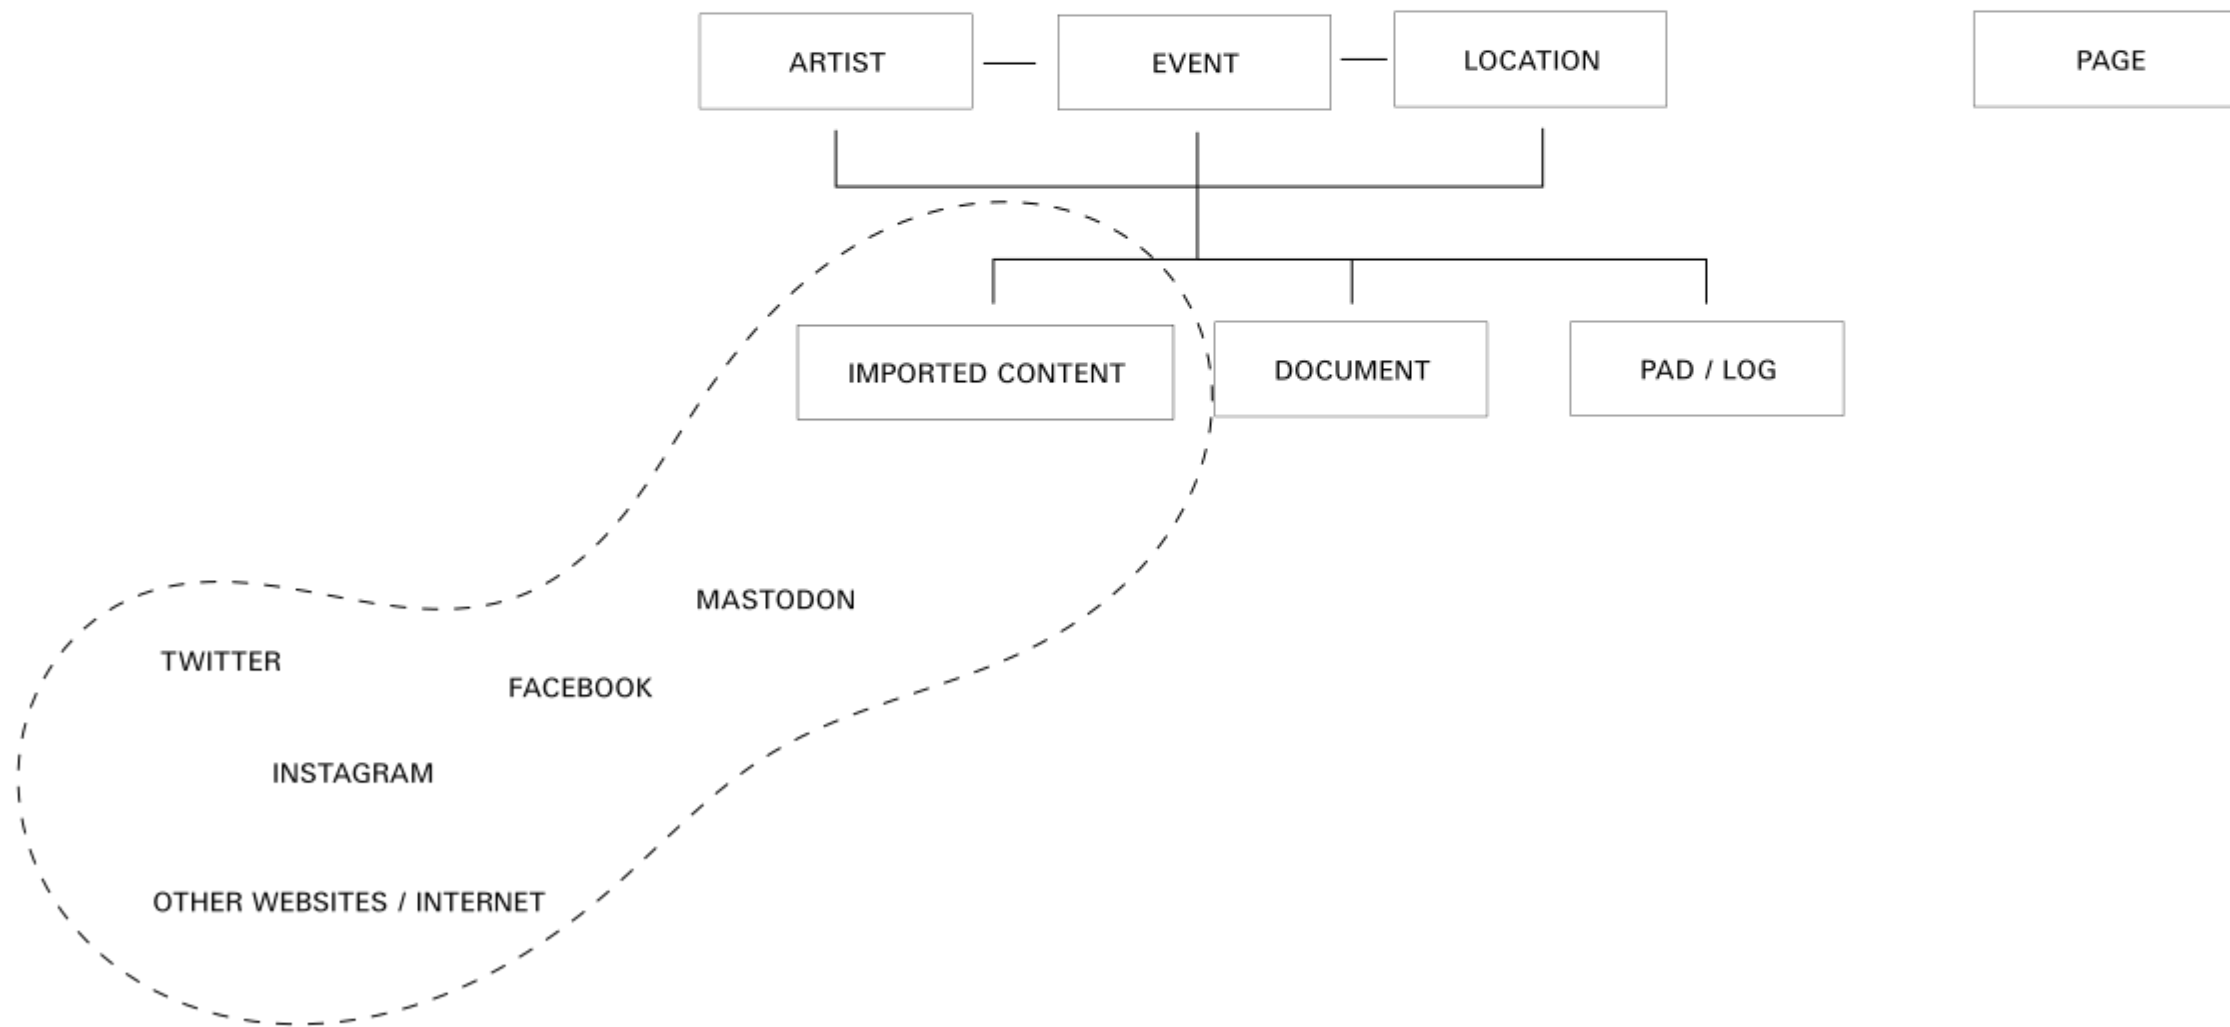 ARTIST
EVENT
LOCATION
PAGE
IMPORTED CONTENT
DOCUMENT
PAD / LOG
MASTODON
TWITTER
FACEBOOK
INSTAGRAM
OTHER WEBSITES / INTERNET